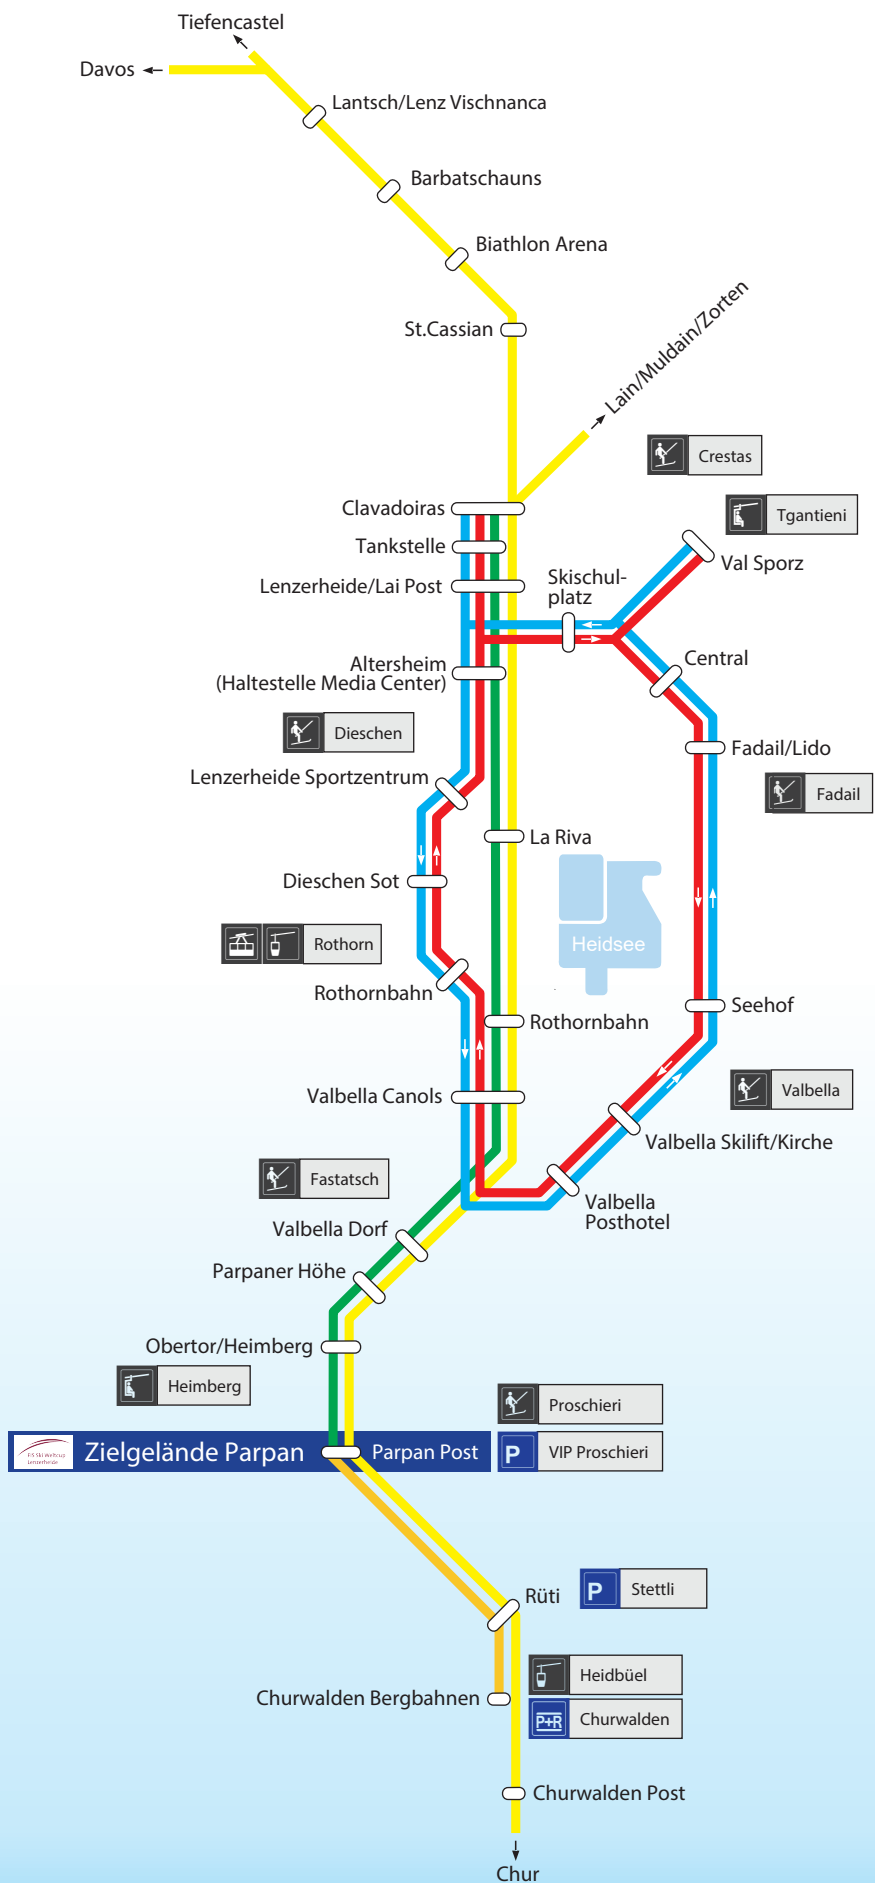 Tiefencastel
Davos
Lantsch/Lenz Vischnanca
Barbatschauns
Biathlon Arena
St.Cassian
Lain/Muldain/Zorten
Crestas
Clavadoiras
Tgantieni
Tankstelle
Val Sporz
Lenzerheide/Lai Post
Skischul-
platz
Central
Altersheim
(Haltestelle Media Center)
Dieschen
Fadail/Lido
Lenzerheide Sportzentrum
Fadail
La Riva
Dieschen Sot
Heidsee
Rothorn
Rothornbahn
Seehof
Rothornbahn
Valbella Canols
Valbella
Valbella Skilift/Kirche
Fastatsch
Valbella
Posthotel
Valbella Dorf
Parpaner Höhe
Obertor/Heimberg
Heimberg
Proschieri
FIS Ski Weltcup
Lenzerheide
Zielgelände Parpan
Parpan Post
P
VIP Proschieri
Rüti
P
Stettli
Heidbüel
Churwalden Bergbahnen
P+R
Churwalden
Churwalden Post
Chur